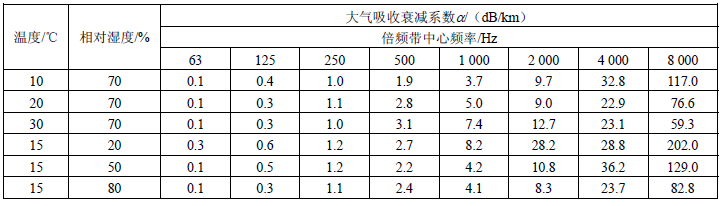 温度/℃ 相对湿度/% 大气吸收衰减系数α/（dB/km）
倍频带中心频率/Hz
63 125 250 500 1 000 2 000 4 000 8 000
10 70 0.1 0.4 1.0 1.9 3.7 9.7 32.8 117.0
20 70 0.1 0.3 1.1 2.8 5.0 9.0 22.9 76.6
30 70 0.1 0.3 1.0 3.1 7.4 12.7 23.1 59.3
15 20 0.3 0.6 1.2 2.7 8.2 28.2 28.8 202.0
15 50 0.1 0.5 1.2 2.2 4.2 10.8 36.2 129.0
15 80 0.1 0.3 1.1 2.4 4.1 8.3 23.7 82.8